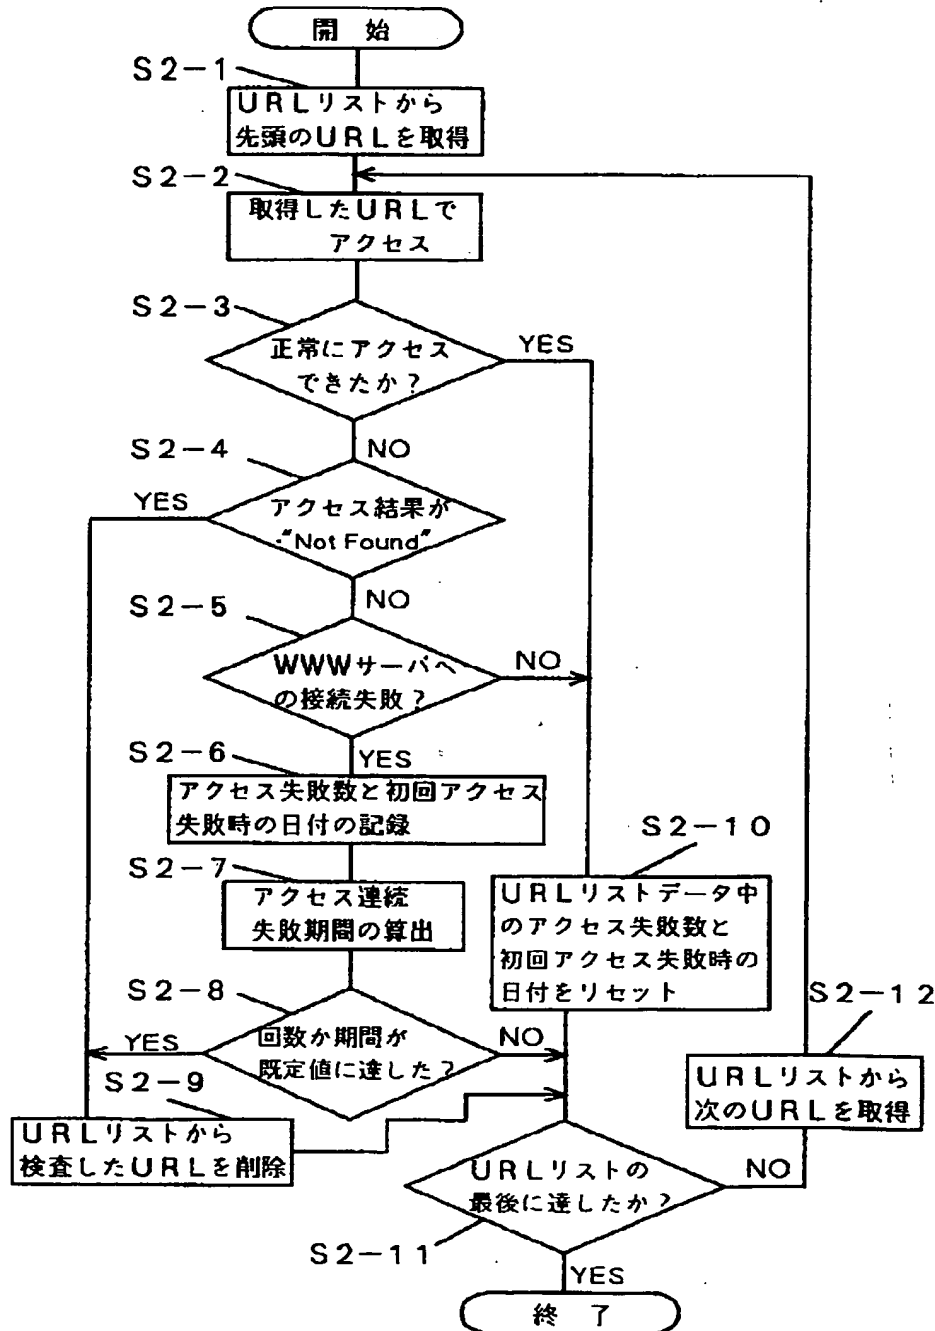 開 始
S2-1
URLリストから
先頭のURLを取得
S2-2
取得したURLで
アクセス
S2-3
正常にアクセス
できたか?
YES
NO
S2-4
アクセス結果が
"Not Found"
YES
NO
S2-5
WWWサーバへ
の接続失敗?
NO
YES
S2-6
アクセス失敗数と初回アクセス
失敗時の日付の記録
S2-7
アクセス連続
失敗期間の算出
S2-10
URLリストデータ中
のアクセス失敗数と
初回アクセス失敗時の
日付をリセット
S2-8
回数か期間が
既定値に達した?
YES
NO
S2-12
URLリストから
次のURLを取得
S2-9
URLリストから
検査したURLを削除
URLリストの
最後に達したか?
NO
S2-11
YES
終 了